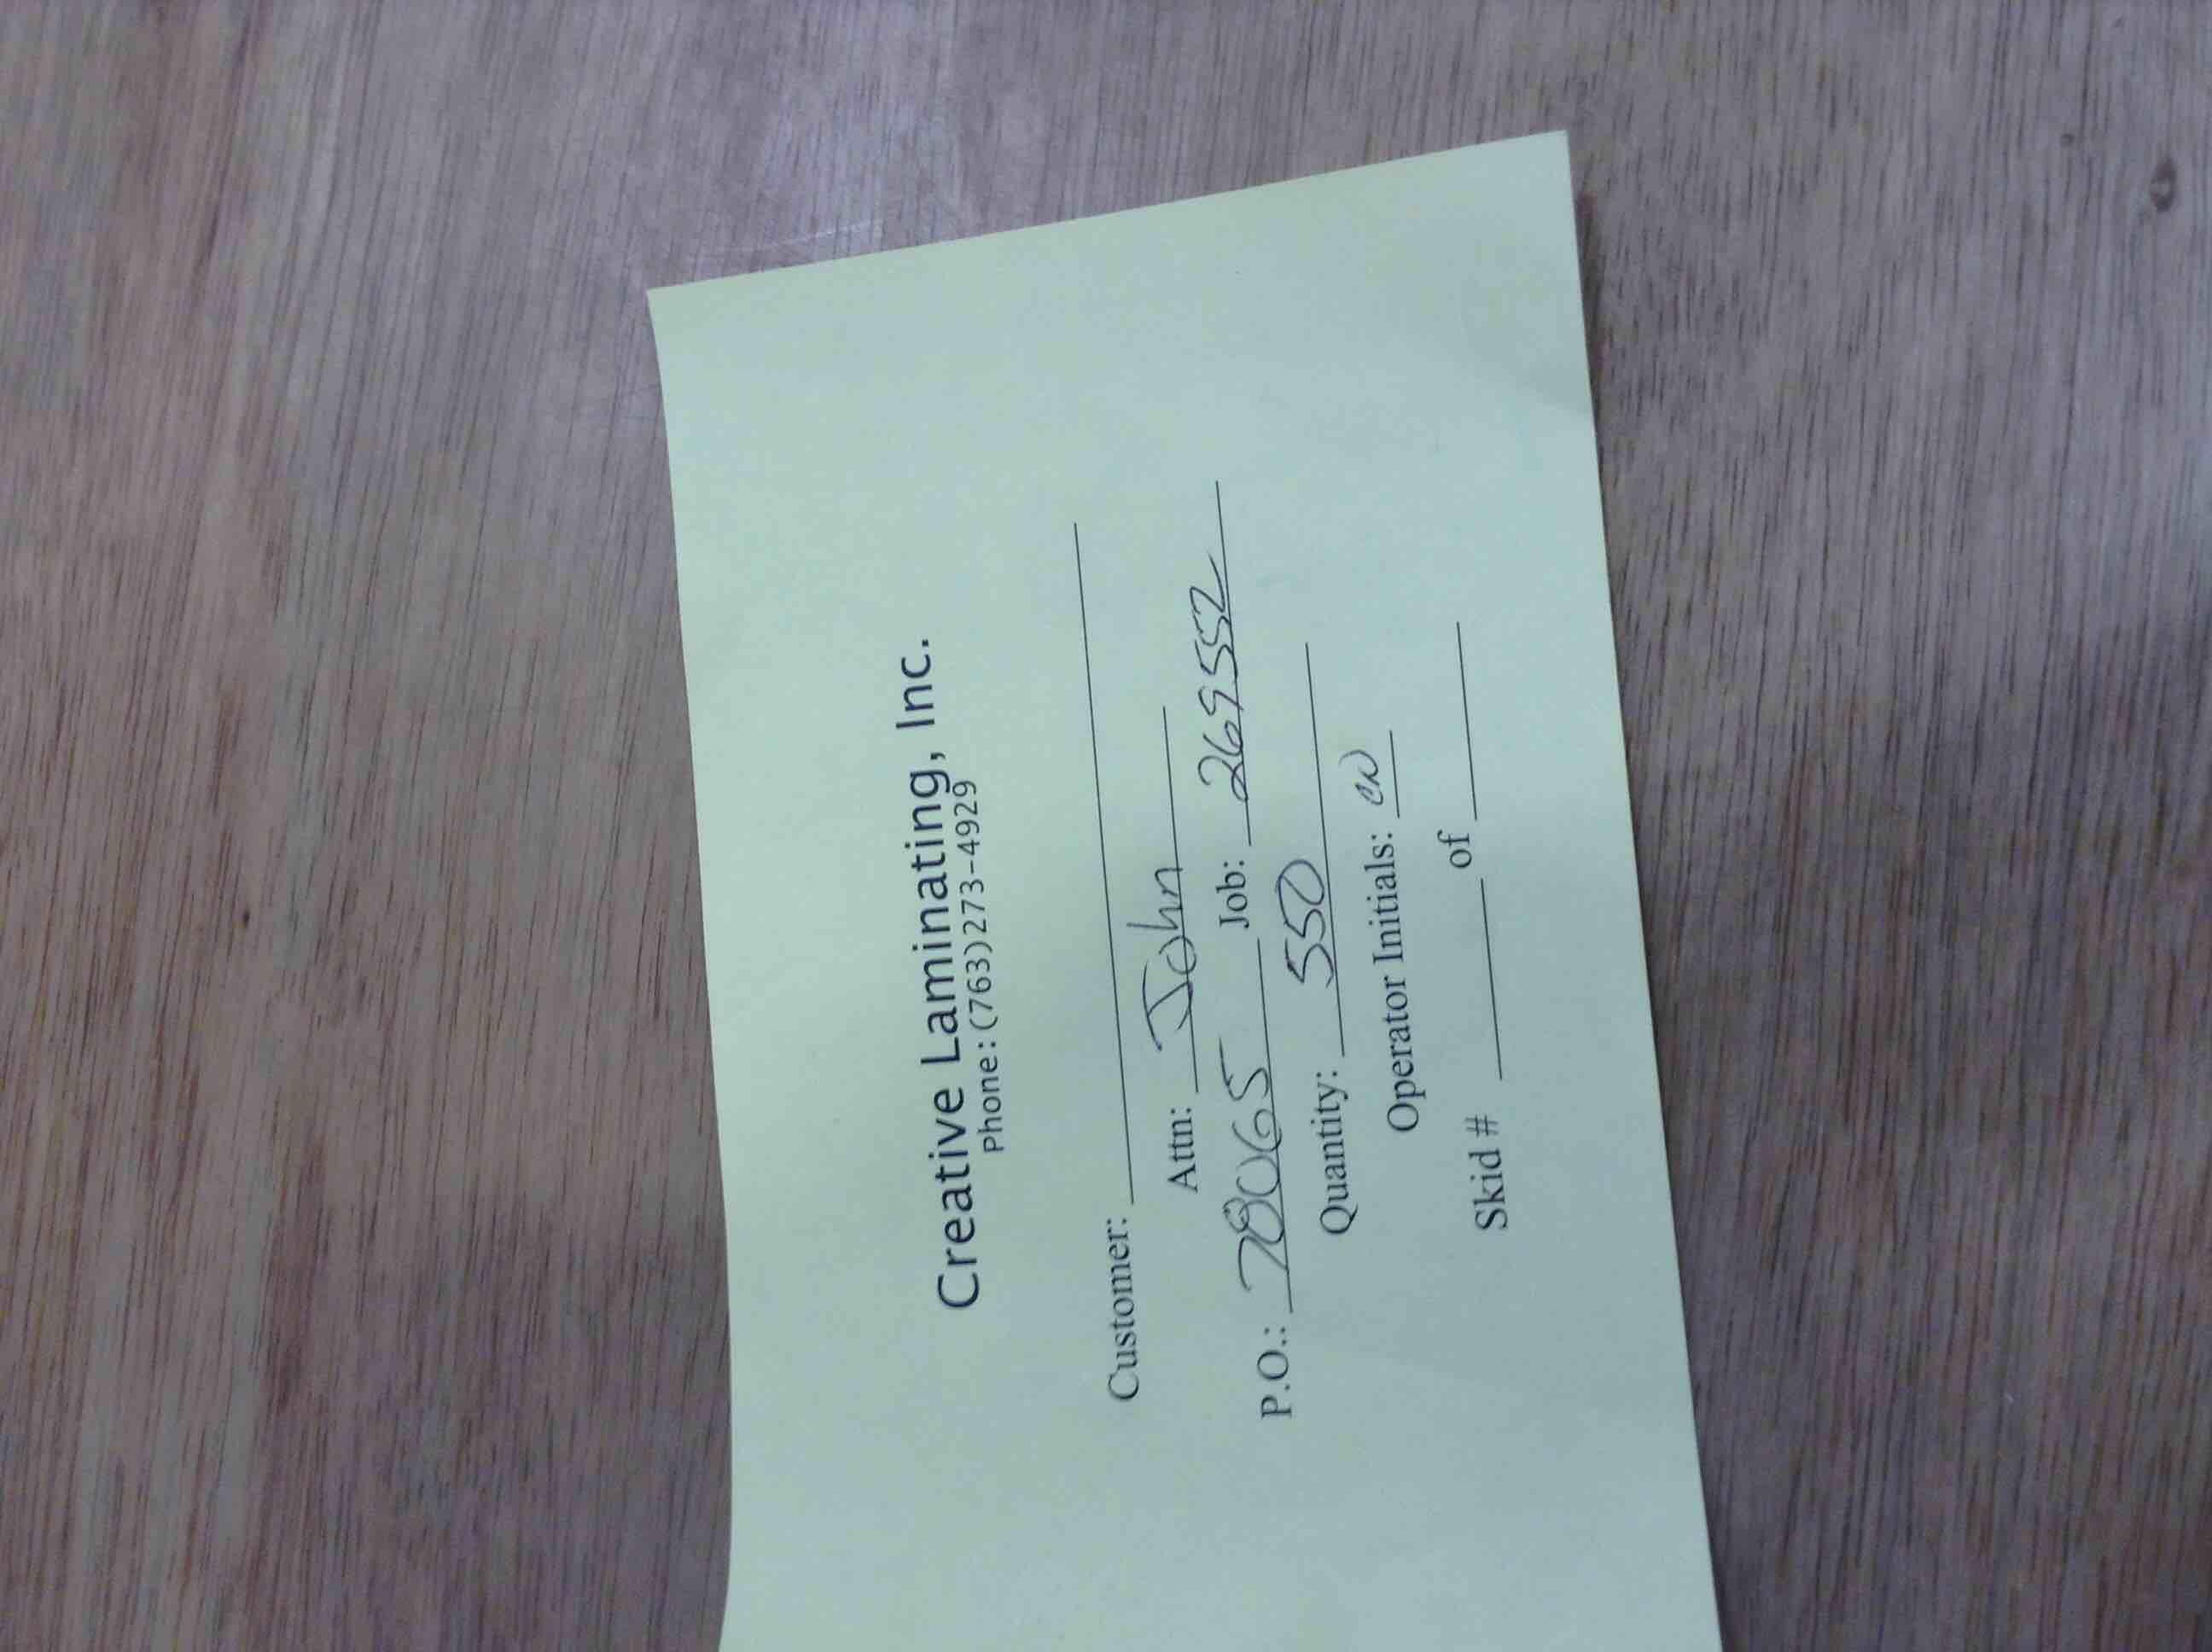 Creative Laminating, Inc.
Phone: (763)273-4929
Customer:
Attn: John
P.O.: 78065 Job: 269552
Quantity: 550
Operator Initials: CW
Skid # of